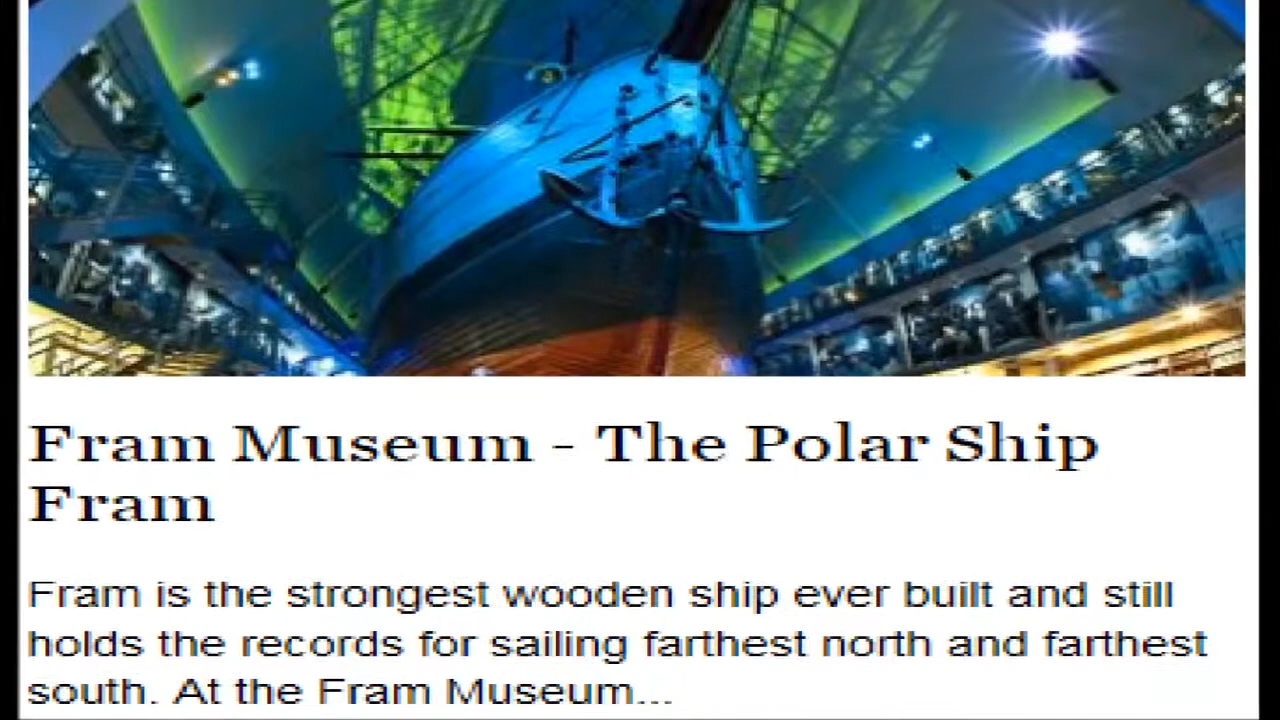 Fram Museum - The Polar Ship
Fram
Fram is the strongest wooden ship ever built and still
holds the records for sailing farthest north and farthest
south. At the Fram Museum...